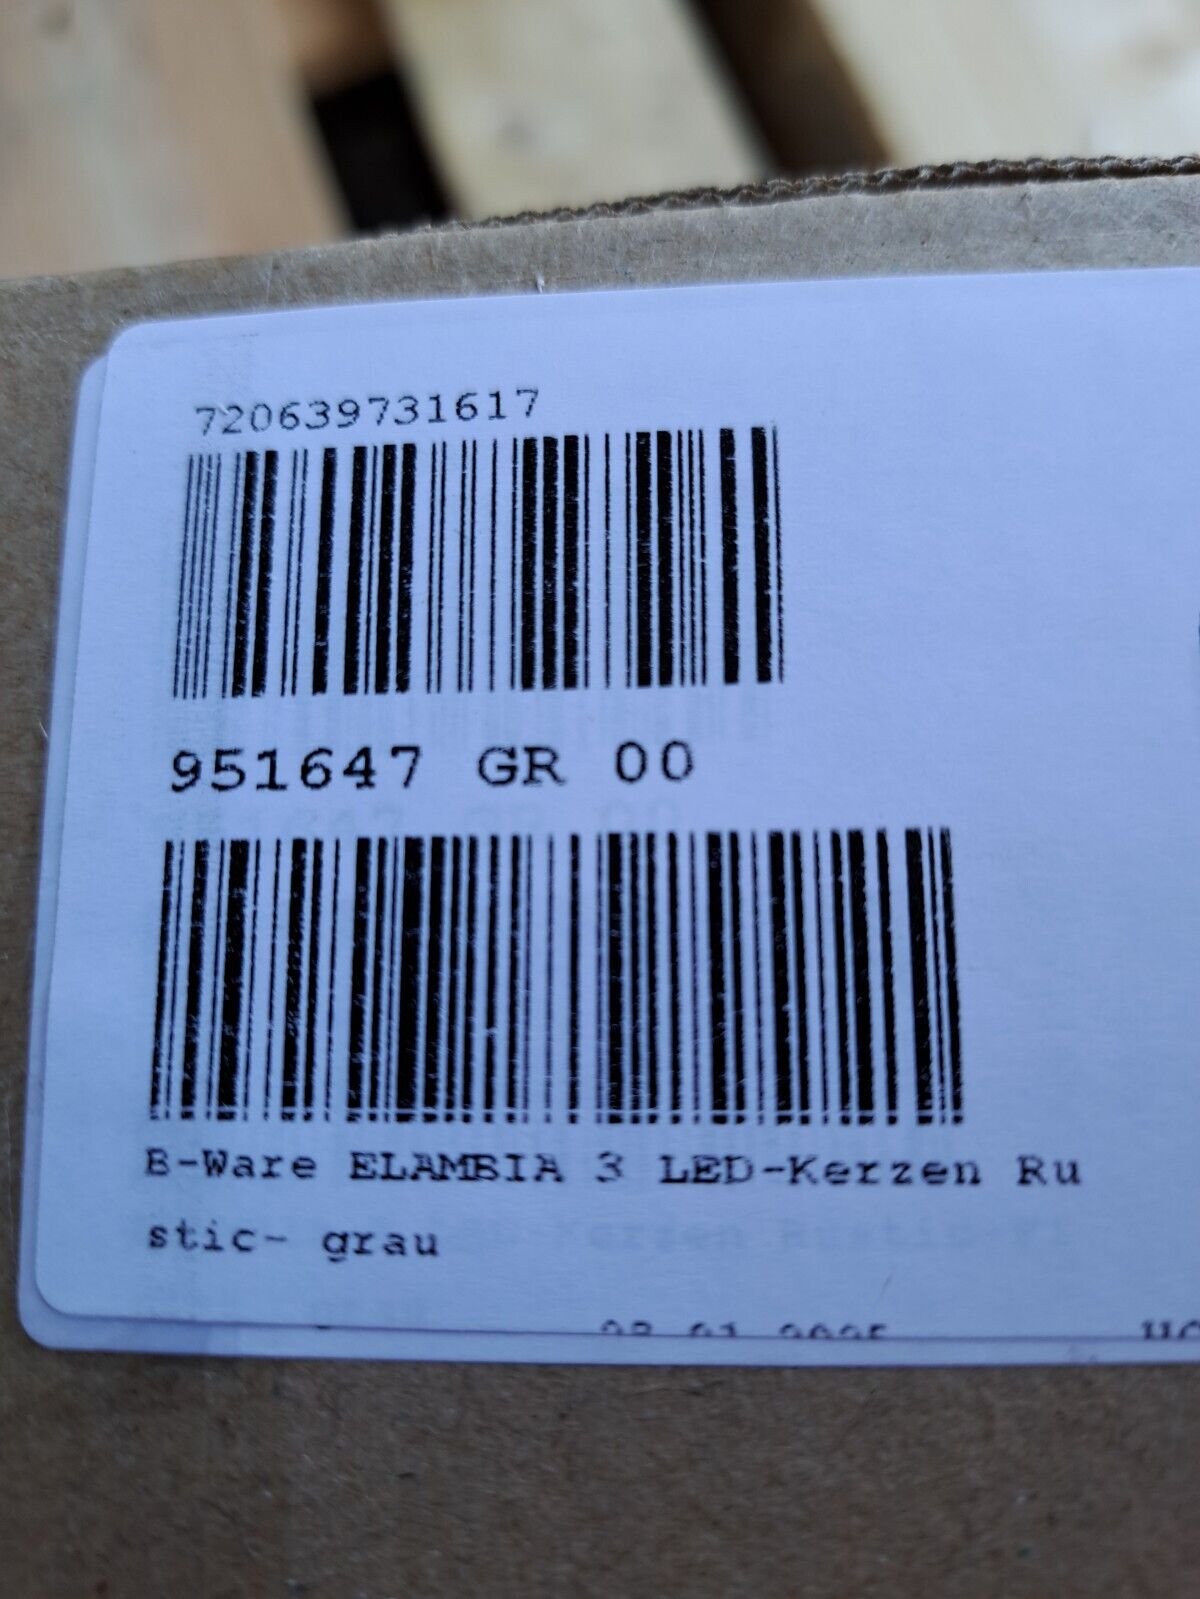 720639731617
951647 GR 00
B-Ware ELAMBIA 3 LED-Kerzen Ru
stic- grau